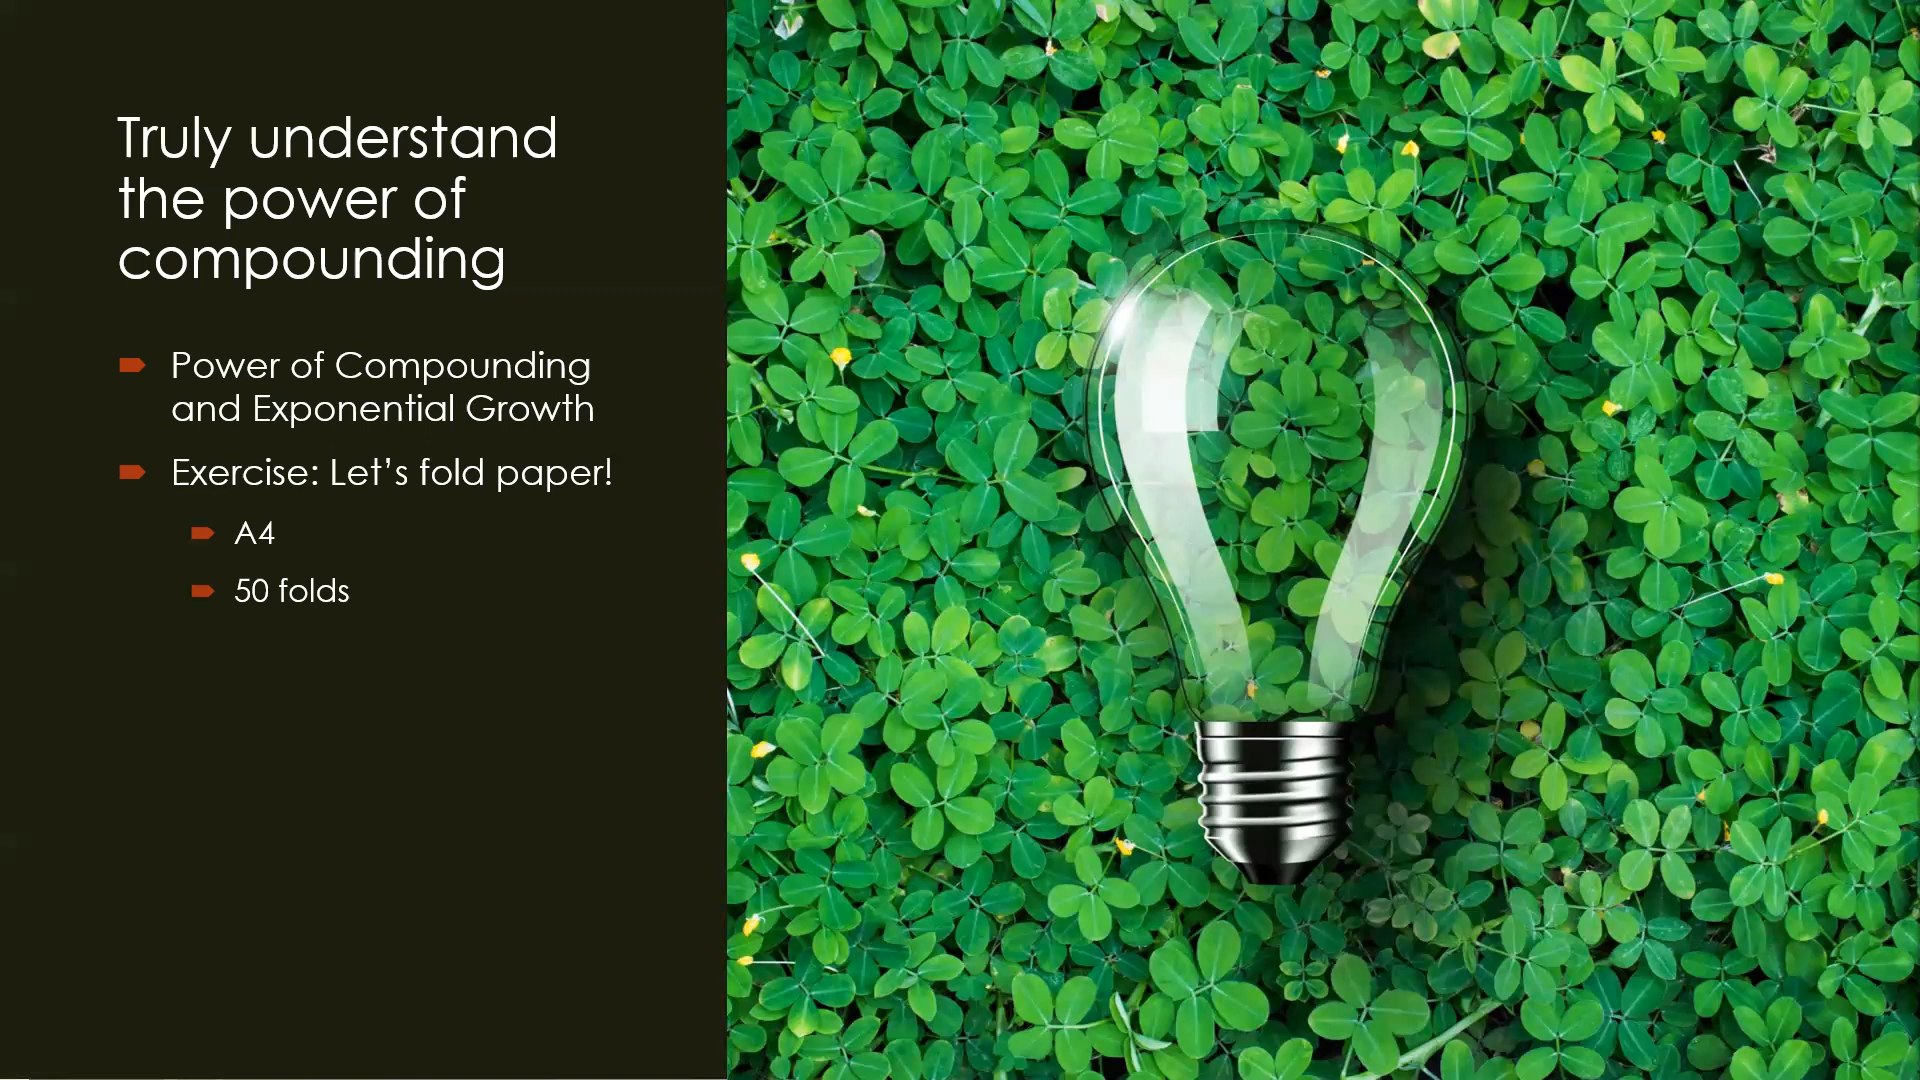 Truly understand
the power of
compounding
Power of Compounding
and Exponential Growth
Exercise: Let’s fold paper!
A4
50 folds